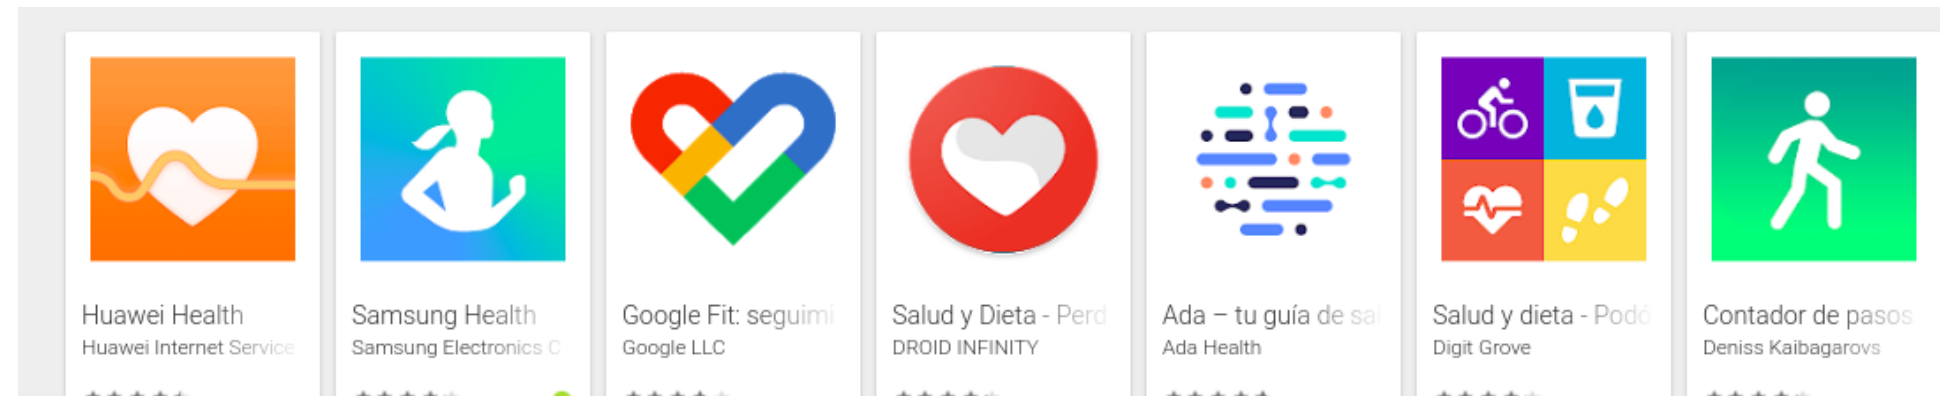 Huawei Health
Huawei Internet Service
Samsung Health
Samsung Electronics C
Google Fit: seguimi
Google LLC
Salud y Dieta - Perd
DROID INFINITY
Ada – tu guía de sal
Ada Health
Salud y dieta - Podó
Digit Grove
Contador de pasos
Deniss Kaibagarovs